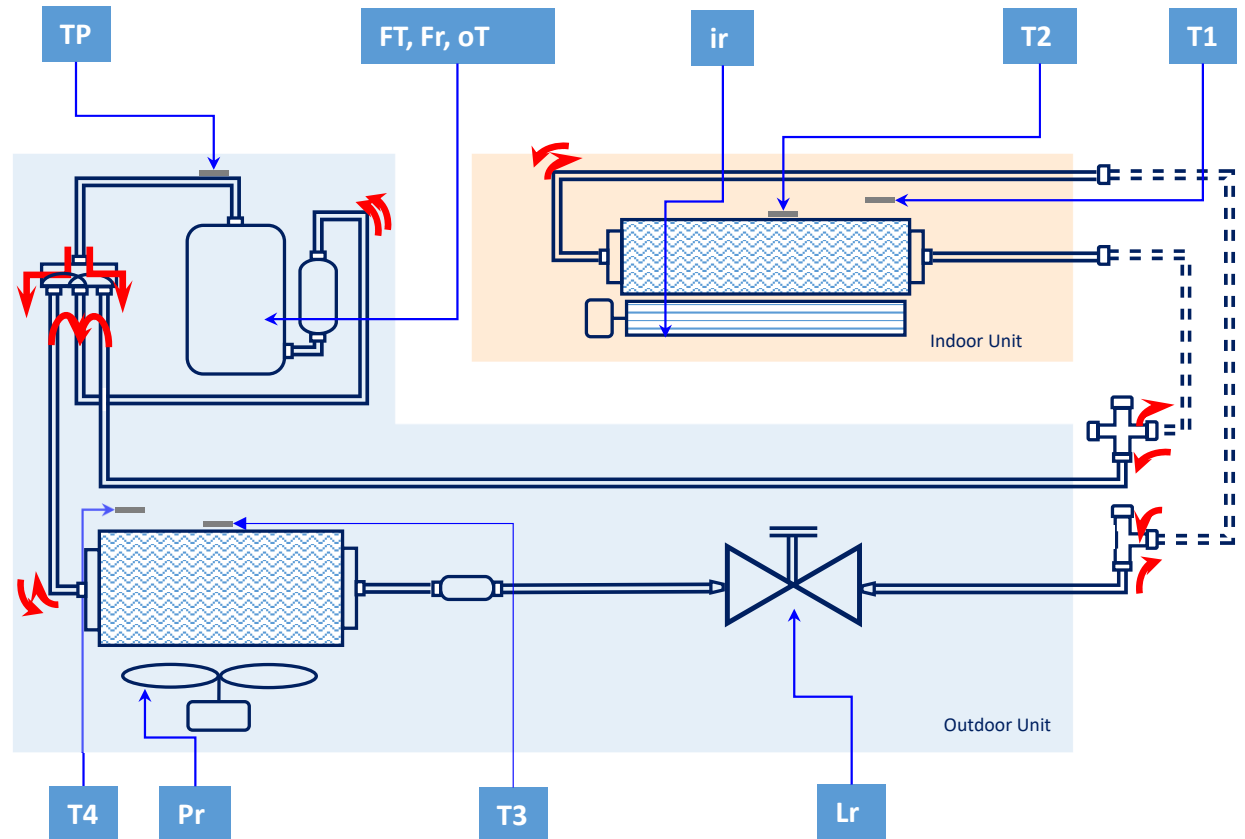 TP
FT, Fr, oT
ir
T2
T1
Indoor Unit
Outdoor Unit
T4
Pr
T3
Lr